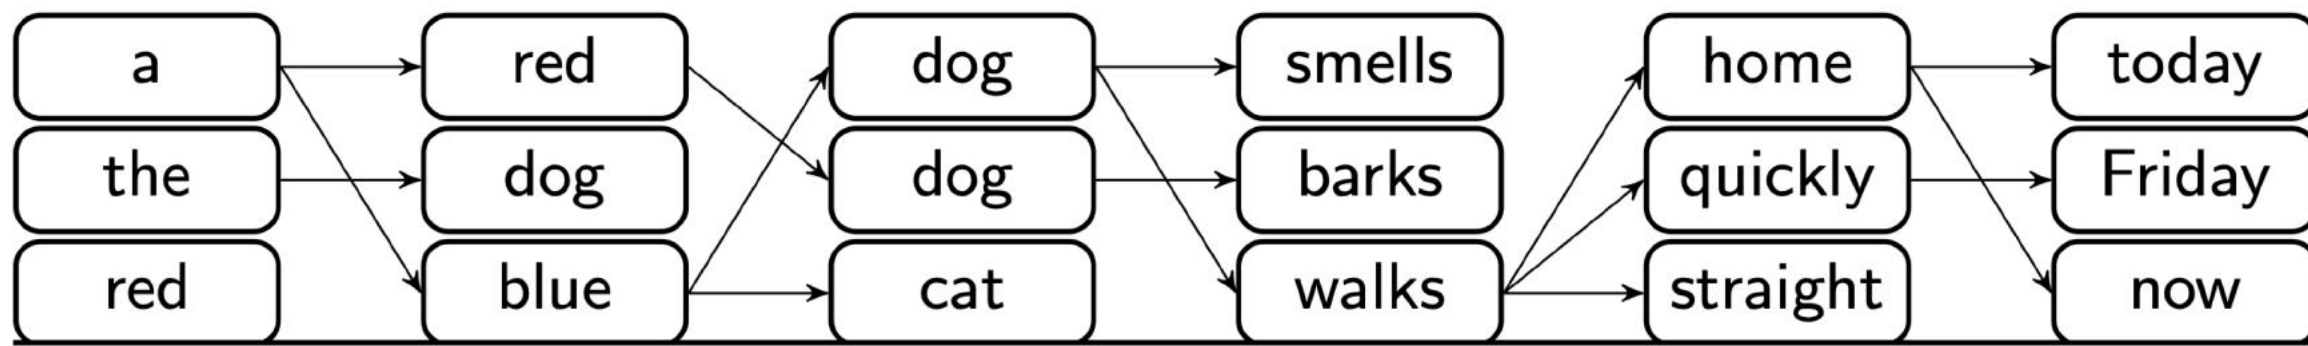 a red dog smells home today
the dog dog barks quickly Friday
red blue cat walks straight now